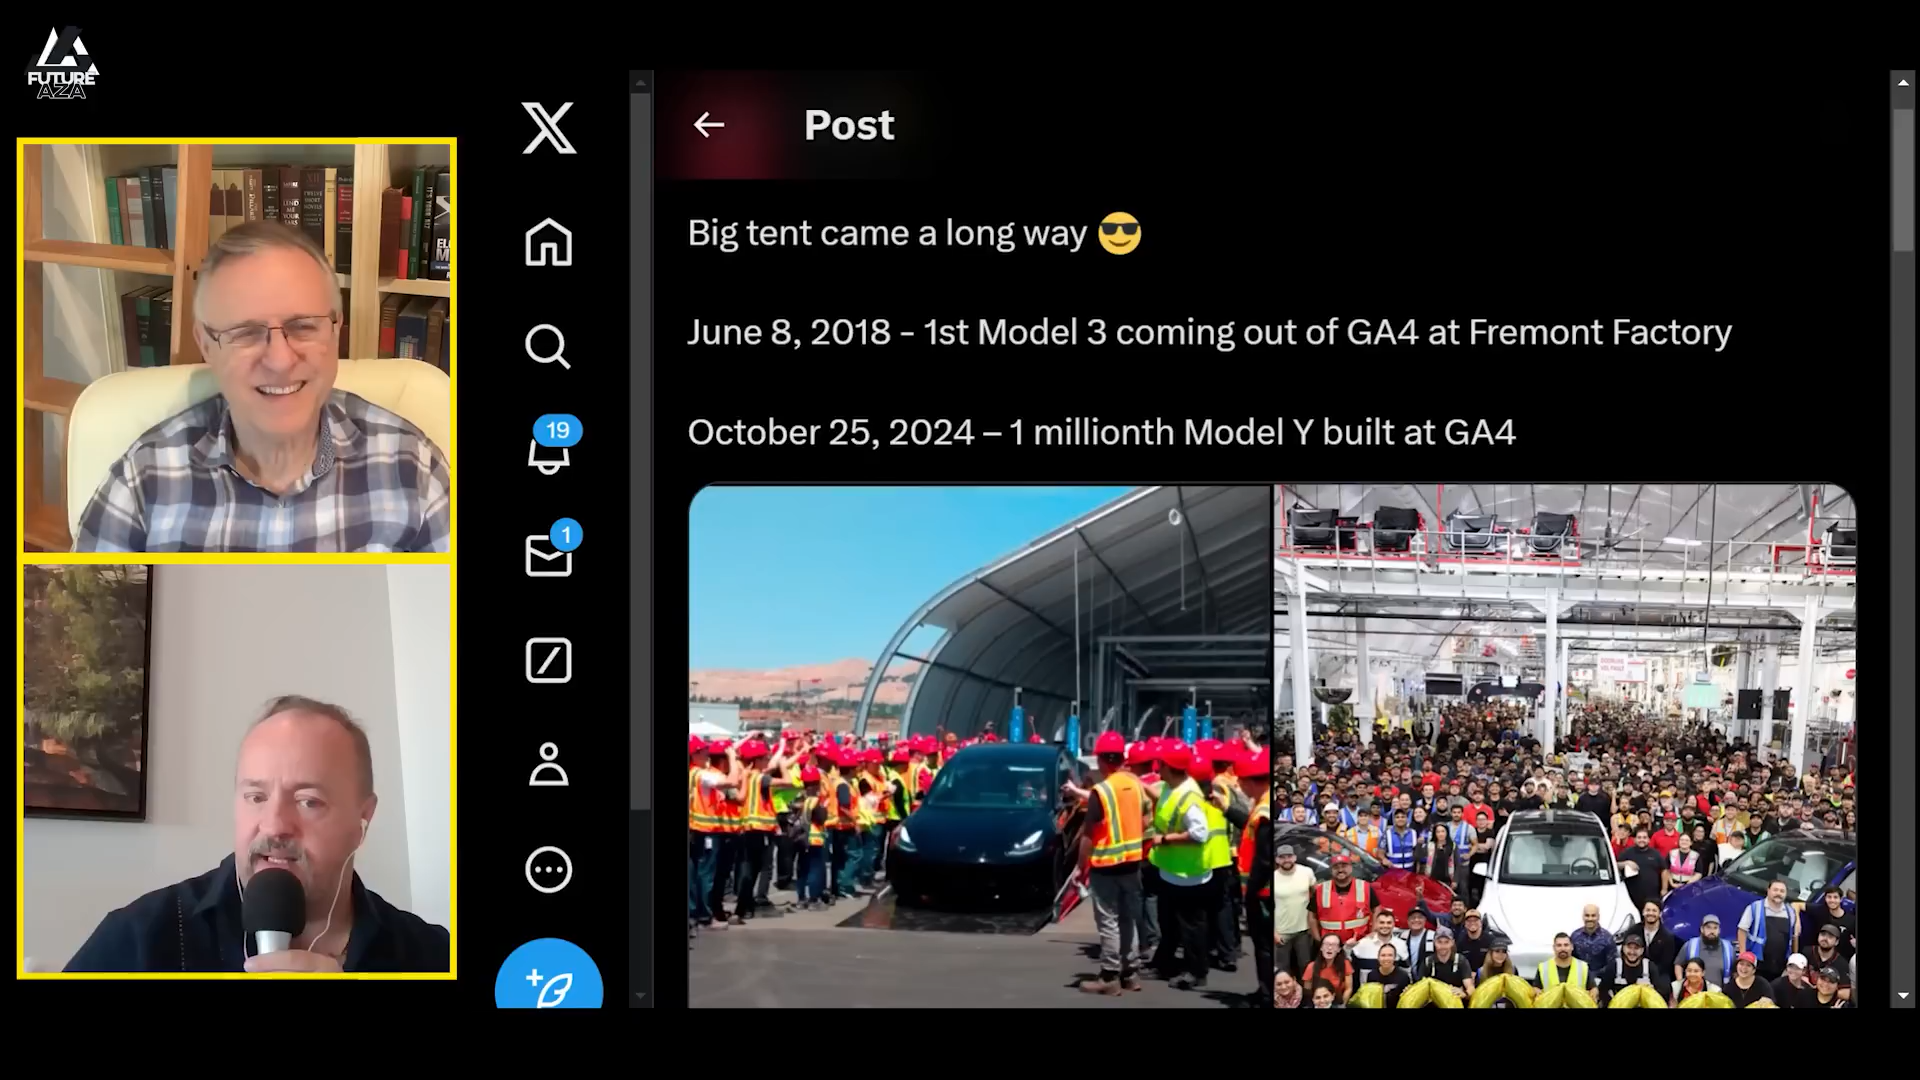 FUTURE
AZA
Post
Big tent came a long way 😎
June 8, 2018 - 1st Model 3 coming out of GA4 at Fremont Factory
October 25, 2024 – 1 millionth Model Y built at GA4
19
1